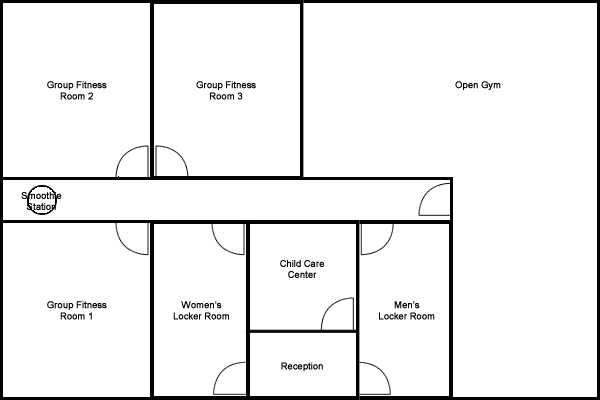 Group Fitness
Room 2
Group Fitness
Room 3
Open Gym
Smoothie
Station
Group Fitness
Room 1
Women's
Locker Room
Child Care
Center
Men's
Locker Room
Reception